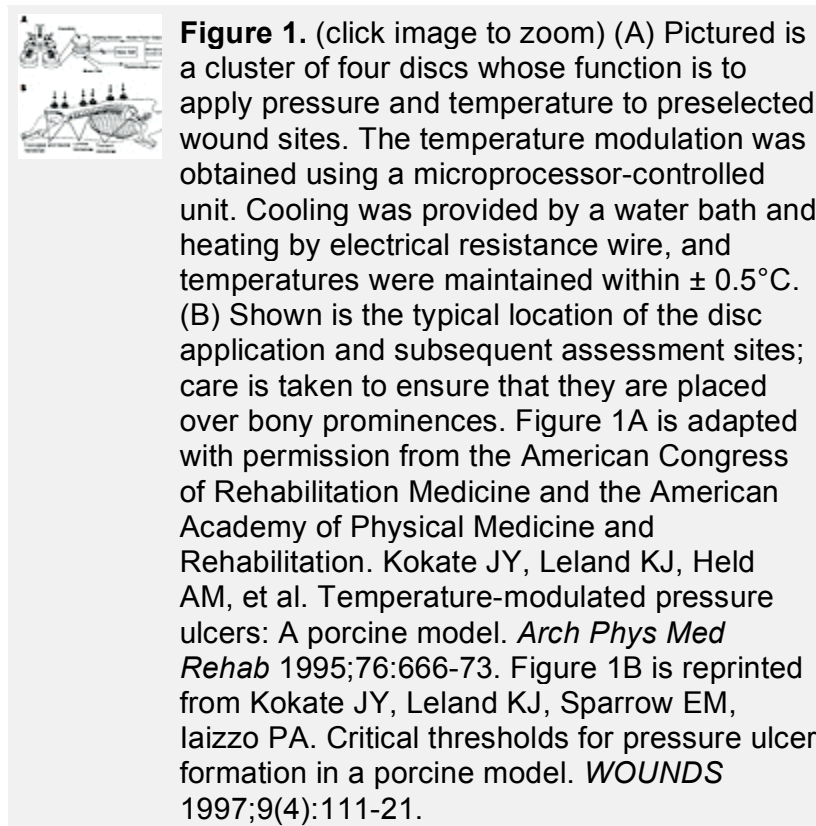 A
B
Figure 1. (click image to zoom) (A) Pictured is
a cluster of four discs whose function is to
apply pressure and temperature to preselected
wound sites. The temperature modulation was
obtained using a microprocessor-controlled
unit. Cooling was provided by a water bath and
heating by electrical resistance wire, and
temperatures were maintained within ± 0.5°C.
(B) Shown is the typical location of the disc
application and subsequent assessment sites;
care is taken to ensure that they are placed
over bony prominences. Figure 1A is adapted
with permission from the American Congress
of Rehabilitation Medicine and the American
Academy of Physical Medicine and
Rehabilitation. Kokate JY, Leland KJ, Held
AM, et al. Temperature-modulated pressure
ulcers: A porcine model. Arch Phys Med
Rehab 1995;76:666-73. Figure 1B is reprinted
from Kokate JY, Leland KJ, Sparrow EM,
Iaizzo PA. Critical thresholds for pressure ulcer
formation in a porcine model. WOUNDS
1997;9(4):111-21.